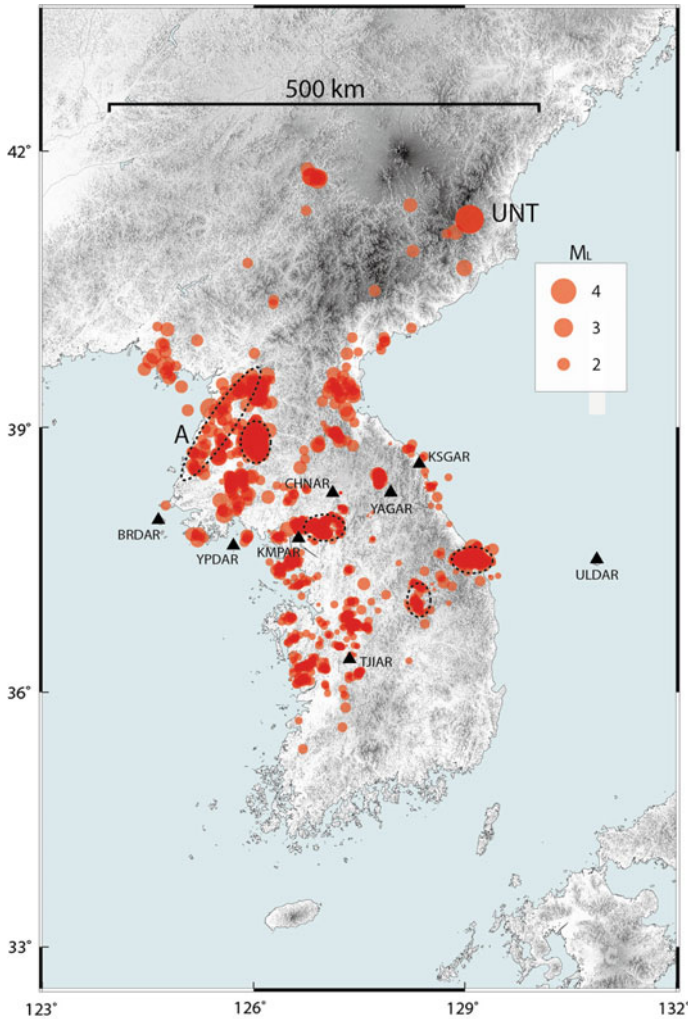 500 km
42°
UNT
ML
4
3
2
39°
A
KSGAR
CHNAR
YAGAR
BRDAR
YPDAR
KMPAR
ULDAR
TJIAR
36°
33°
123°
126°
129°
132°